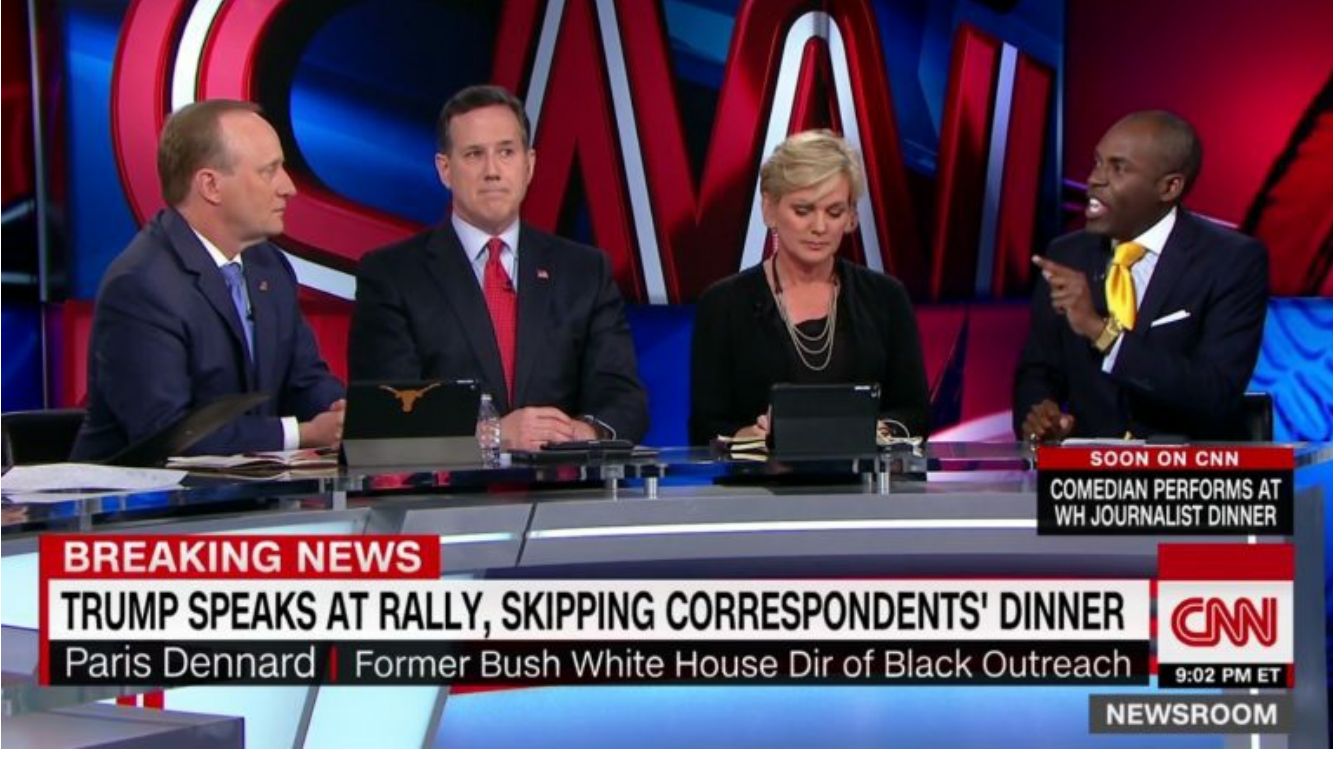 CNN
SOON ON CNN
COMEDIAN PERFORMS AT
WH JOURNALIST DINNER
BREAKING NEWS
TRUMP SPEAKS AT RALLY, SKIPPING CORRESPONDENTS' DINNER
Paris Dennard | Former Bush White House Dir of Black Outreach
CNN
9:02 PM ET
NEWSROOM